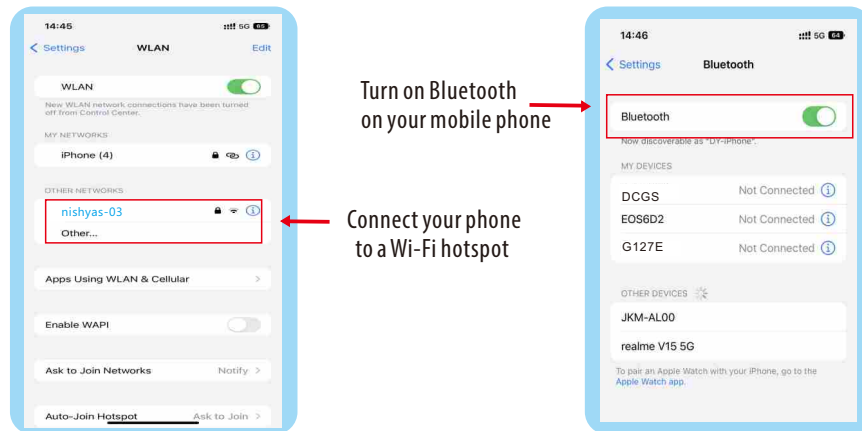 14:45
5G 65
Settings
WLAN
Edit
WLAN
New WLAN network connections have been turned
off from Control Center.
MY NETWORKS
iPhone (4)
OTHER NETWORKS
nishyas-03
Other...
Apps Using WLAN & Cellular
Enable WAPI
Ask to Join Networks
Notify
Auto-Join Hotspot
Ask to Join
Turn on Bluetooth
on your mobile phone
Connect your phone
to a Wi-Fi hotspot
14:46
5G 64
Settings
Bluetooth
Bluetooth
Now discoverable as "DY-iPhone".
MY DEVICES
DCGS
Not Connected
EOS6D2
Not Connected
G127E
Not Connected
OTHER DEVICES
JKM-AL00
realme V15 5G
To pair an Apple Watch with your iPhone, go to the
Apple Watch app.